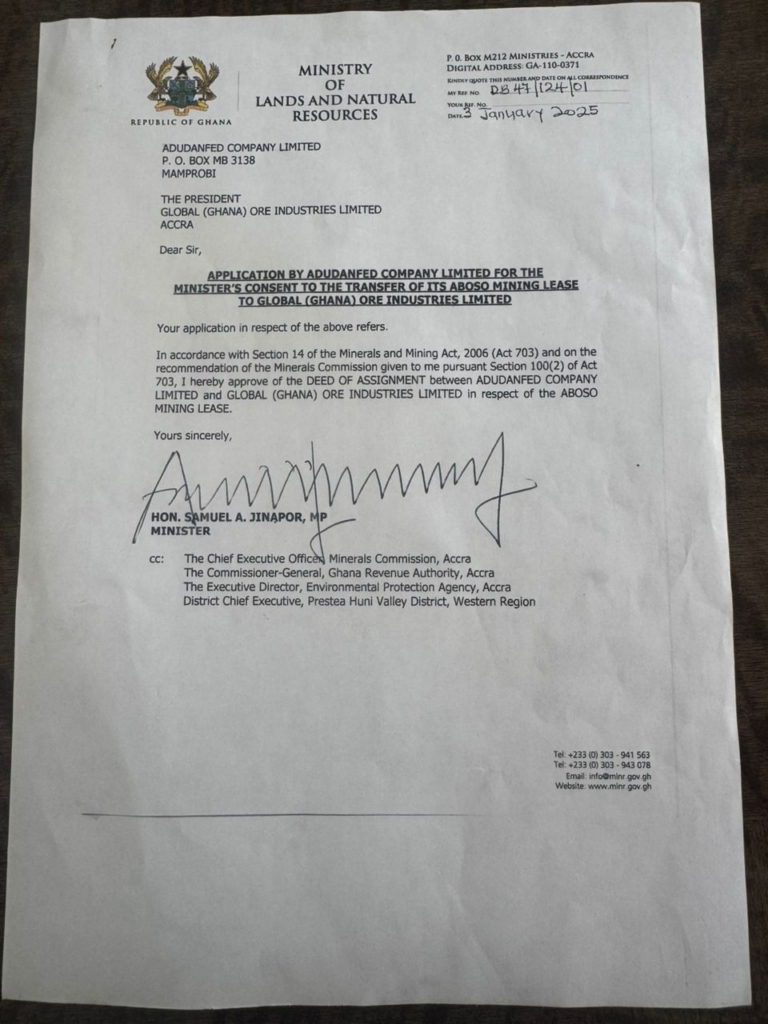 MINISTRY
OF
LANDS AND NATURAL
RESOURCES
REPUBLIC OF GHANA
P. O. BOX M212 MINISTRIES - ACCRA
DIGITAL ADDRESS: GA-110-0371
KINDLY QUOTE THIS NUMBER AND DATE ON ALL CORRESPONDENCE
MY REF NO. DB47/124/01
YOUR REF. NO.
DATE: 3 January 2025
ADUDANFED COMPANY LIMITED
P. O. BOX MB 3138
MAMPROBI
THE PRESIDENT
GLOBAL (GHANA) ORE INDUSTRIES LIMITED
ACCRA
Dear Sir,
APPLICATION BY ADUDANFED COMPANY LIMITED FOR THE
MINISTER'S CONSENT TO THE TRANSFER OF ITS ABOSO MINING LEASE
TO GLOBAL (GHANA) ORE INDUSTRIES LIMITED
Your application in respect of the above refers.
In accordance with Section 14 of the Minerals and Mining Act, 2006 (Act 703) and on the
recommendation of the Minerals Commission given to me pursuant Section 100(2) of Act
703, I hereby approve of the DEED OF ASSIGNMENT between ADUDANFED COMPANY
LIMITED and GLOBAL (GHANA) ORE INDUSTRIES LIMITED in respect of the ABOSO
MINING LEASE.
Yours sincerely,
HON. SAMUEL A. JINAPOR, MP
MINISTER
cc: The Chief Executive Officer, Minerals Commission, Accra
The Commissioner-General, Ghana Revenue Authority, Accra
The Executive Director, Environmental Protection Agency, Accra
District Chief Executive, Prestea Huni Valley District, Western Region
Tel: +233 (0) 303 - 941 563
Tel: +233 (0) 303 - 943 078
Email: info@mlnr.gov.gh
Website: www.mlnr.gov.gh